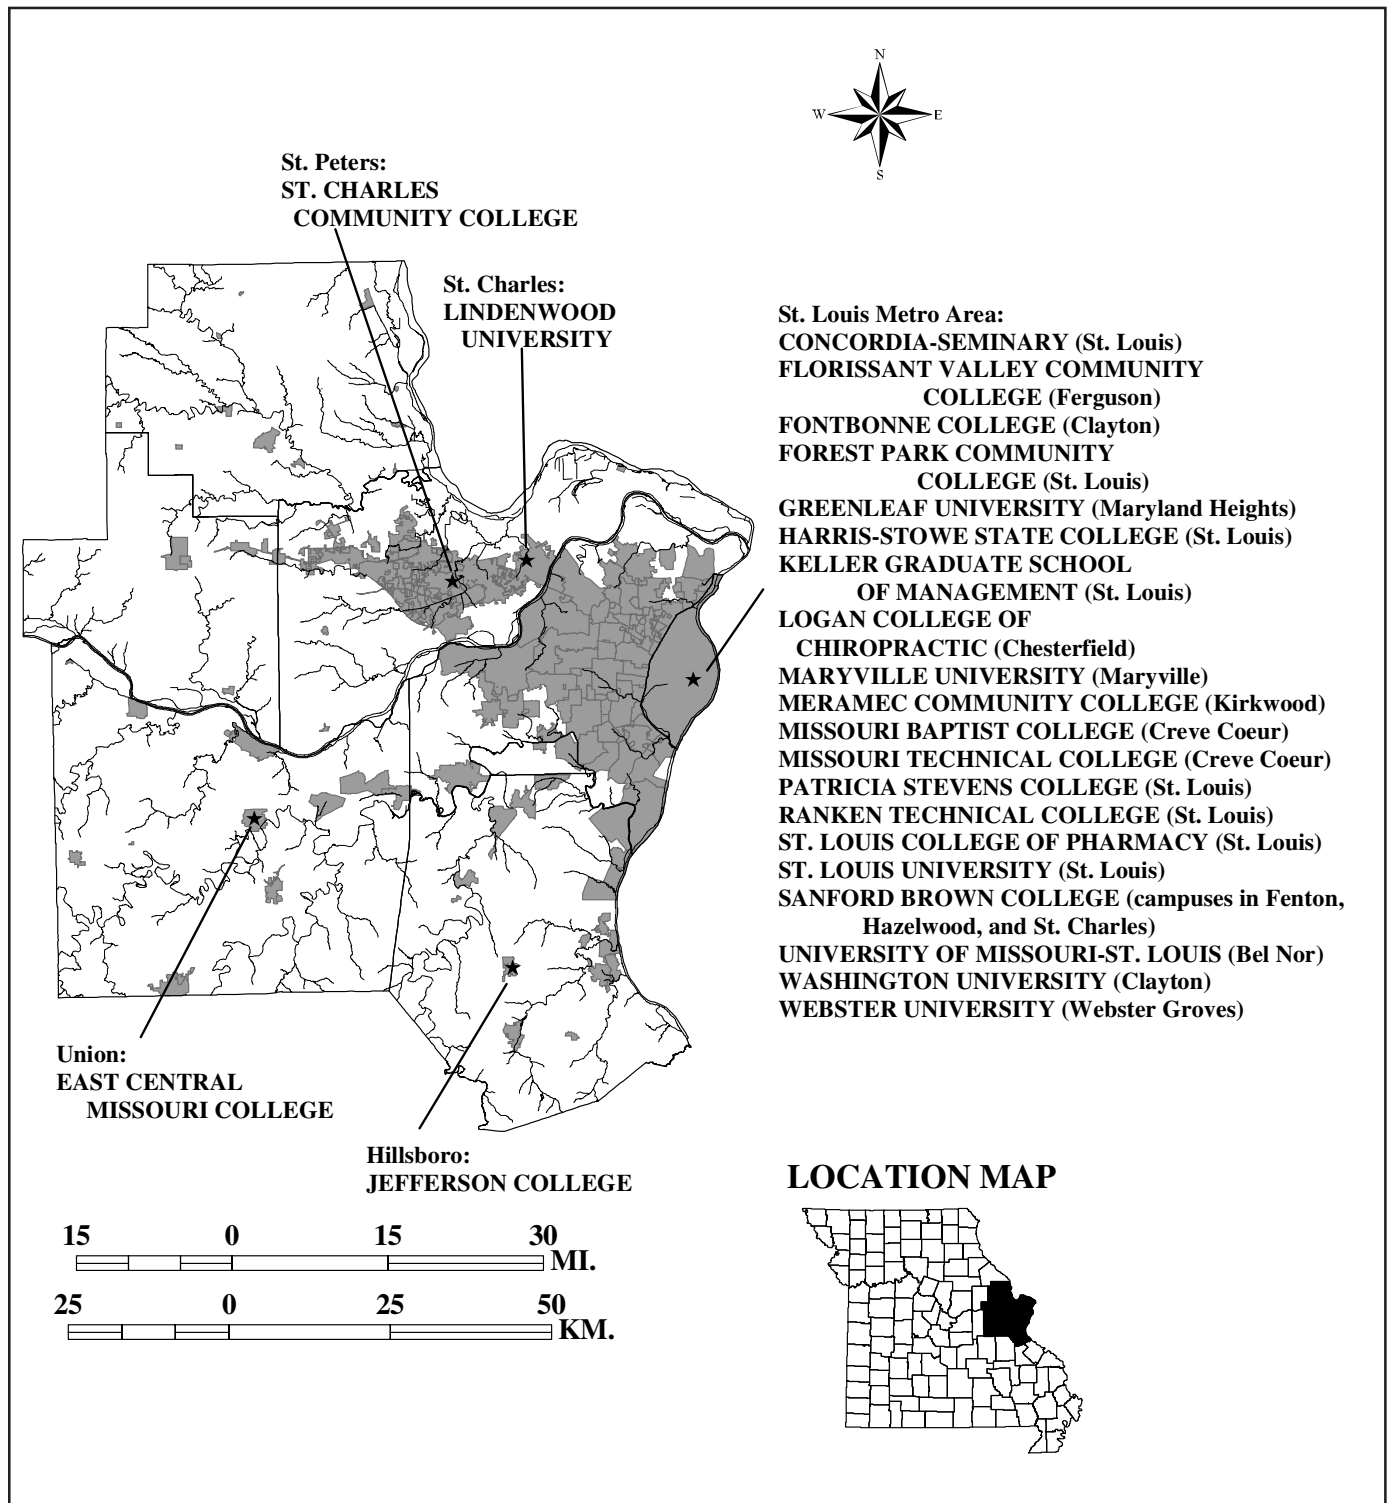 N
W E
S
St. Peters:
ST. CHARLES
COMMUNITY COLLEGE
St. Charles:
LINDENWOOD
UNIVERSITY
St. Louis Metro Area:
CONCORDIA-SEMINARY (St. Louis)
FLORISSANT VALLEY COMMUNITY
COLLEGE (Ferguson)
FONTBONNE COLLEGE (Clayton)
FOREST PARK COMMUNITY
COLLEGE (St. Louis)
GREENLEAF UNIVERSITY (Maryland Heights)
HARRIS-STOWE STATE COLLEGE (St. Louis)
KELLER GRADUATE SCHOOL
OF MANAGEMENT (St. Louis)
LOGAN COLLEGE OF
CHIROPRACTIC (Chesterfield)
MARYVILLE UNIVERSITY (Maryville)
MERAMEC COMMUNITY COLLEGE (Kirkwood)
MISSOURI BAPTIST COLLEGE (Creve Coeur)
MISSOURI TECHNICAL COLLEGE (Creve Coeur)
PATRICIA STEVENS COLLEGE (St. Louis)
RANKEN TECHNICAL COLLEGE (St. Louis)
ST. LOUIS COLLEGE OF PHARMACY (St. Louis)
ST. LOUIS UNIVERSITY (St. Louis)
SANFORD BROWN COLLEGE (campuses in Fenton,
Hazelwood, and St. Charles)
UNIVERSITY OF MISSOURI-ST. LOUIS (Bel Nor)
WASHINGTON UNIVERSITY (Clayton)
WEBSTER UNIVERSITY (Webster Groves)
Union:
EAST CENTRAL
MISSOURI COLLEGE
Hillsboro:
JEFFERSON COLLEGE
LOCATION MAP
15 0 15 30
MI.
25 0 25 50
KM.